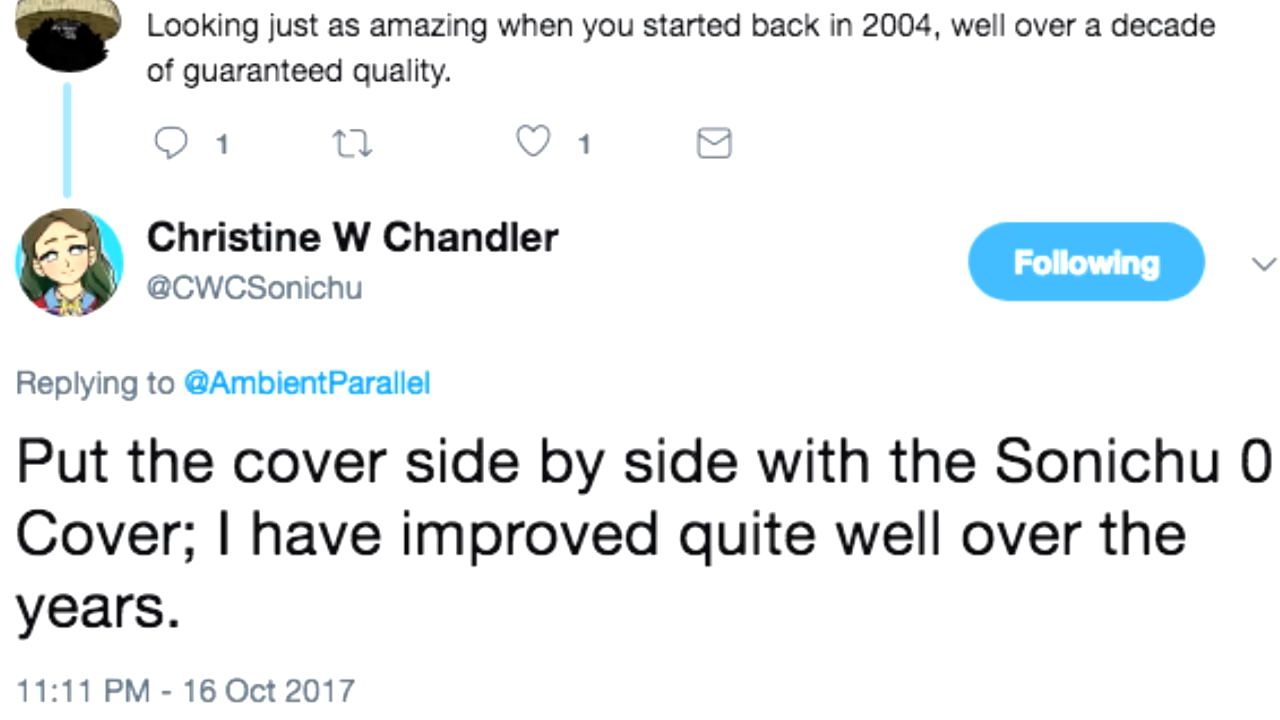 Looking just as amazing when you started back in 2004, well over a decade
of guaranteed quality.
1 1
Christine W Chandler
Following
@CWCSonichu
Replying to @AmbientParallel
Put the cover side by side with the Sonichu 0
Cover; I have improved quite well over the
years.
11:11 PM - 16 Oct 2017